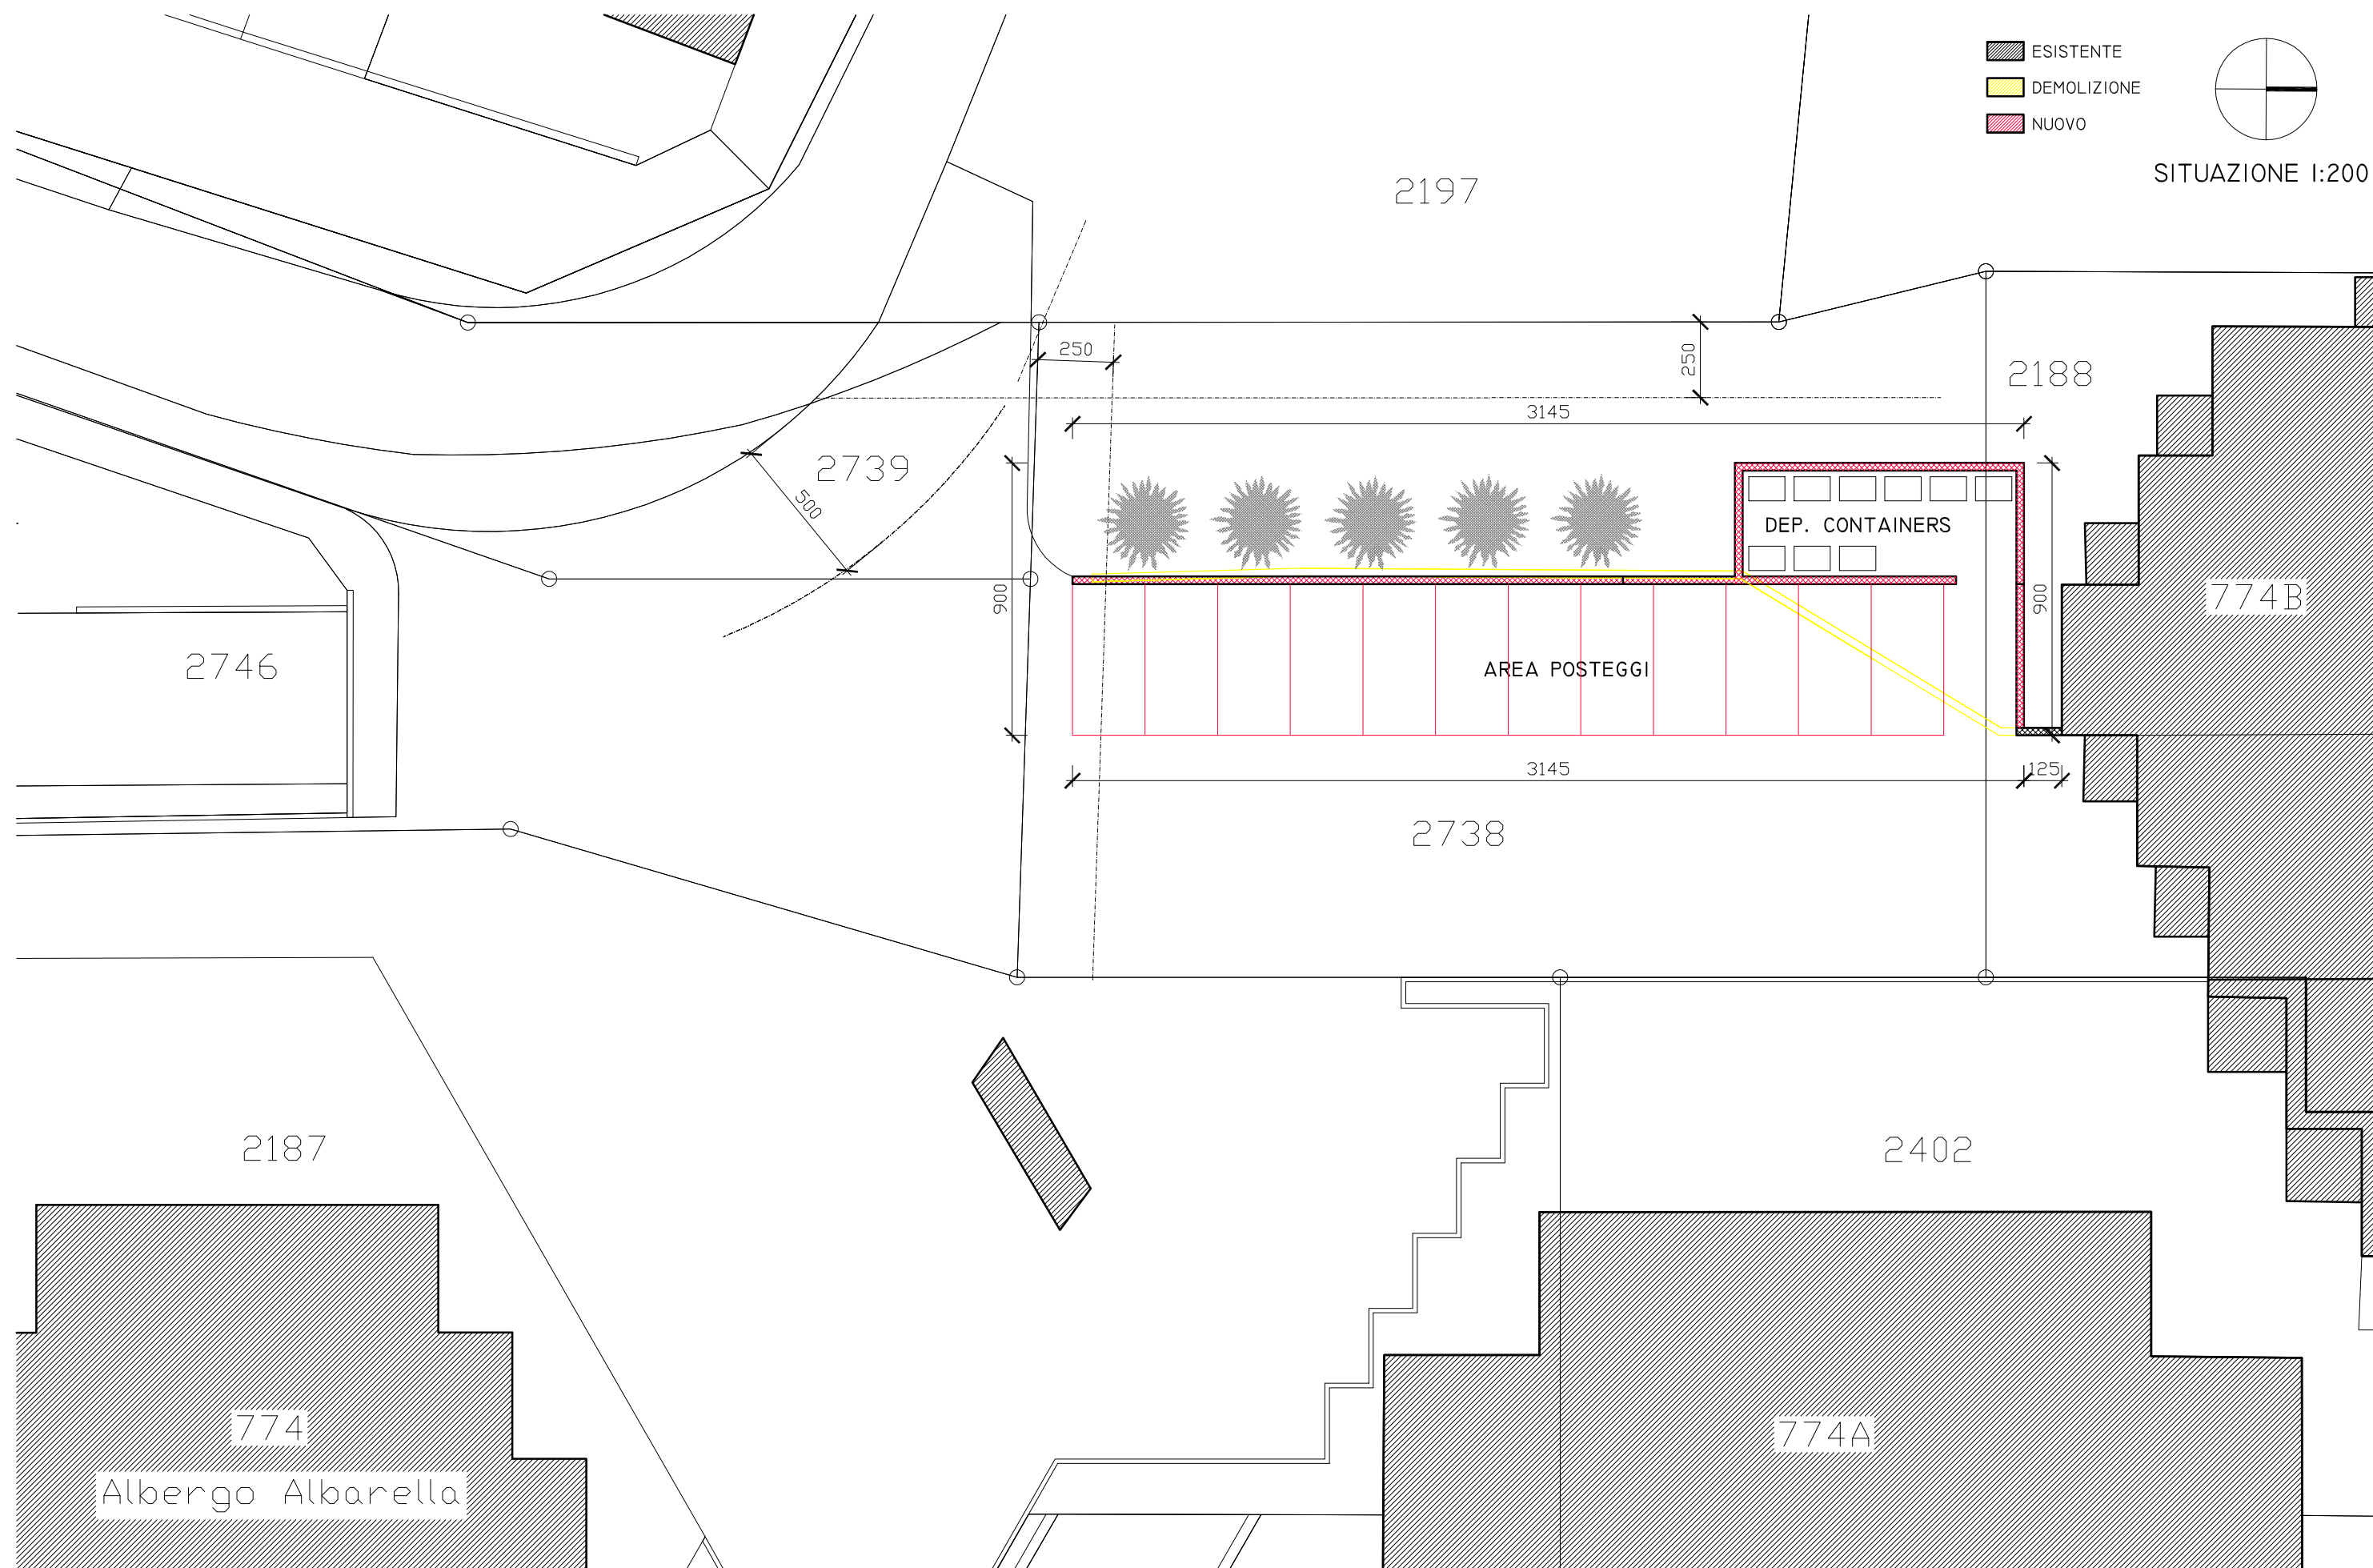 ESISTENTE
DEMOLIZIONE
NUOVO
SITUAZIONE 1:200
2197
250
250
2188
3145
2739
500
DEP. CONTAINERS
900
900
774B
2746
AREA POSTEGGI
3145
125
2738
2187
2402
774
774A
Albergo Albarella